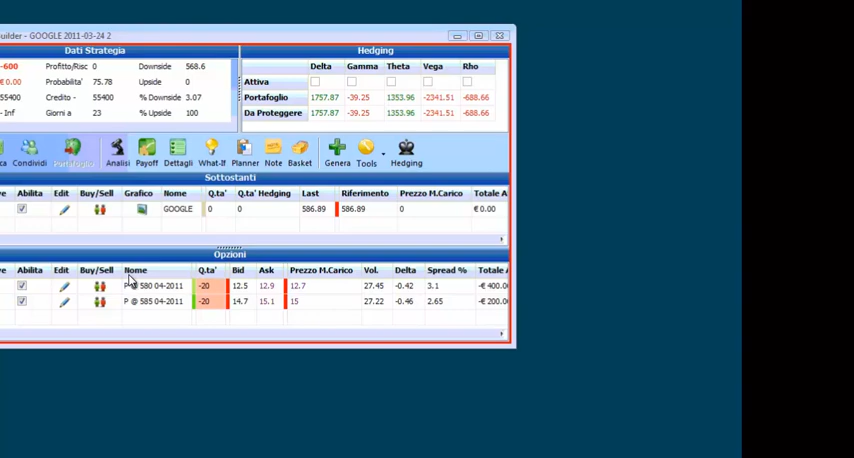 uilder - GOOGLE 2011-03-24 2
Dati Strategia
Hedging
-600 Profitto/Risc 0 Downside 568.6
€ 0.00 Probabilita' 75.78 Upside 0
55400 Credito - 55400 % Downside 3.07
- Inf Giorni a 23 % Upside 100
Delta Gamma Theta Vega Rho
Attiva
Portafoglio 1757.87 -39.25 1353.96 -2341.51 -688.66
Da Proteggere 1757.87 -39.25 1353.96 -2341.51 -688.66
ca Condividi Portafoglio Analisi Payoff Dettagli What-If Planner Note Basket Genera Tools Hedging
Sottostanti
ve Abilita Edit Buy/Sell Grafico Nome Q.ta' Q.ta' Hedging Last Riferimento Prezzo M.Carico Totale A
GOOGLE 0 0 586.89 586.89 0 € 0.00
Opzioni
ve Abilita Edit Buy/Sell Nome Q.ta' Bid Ask Prezzo M.Carico Vol. Delta Spread % Totale
P @ 580 04-2011 -20 12.5 12.9 12.7 27.45 -0.42 3.1 -€ 400.0
P @ 585 04-2011 -20 14.7 15.1 15 27.22 -0.46 2.65 -€ 200.0